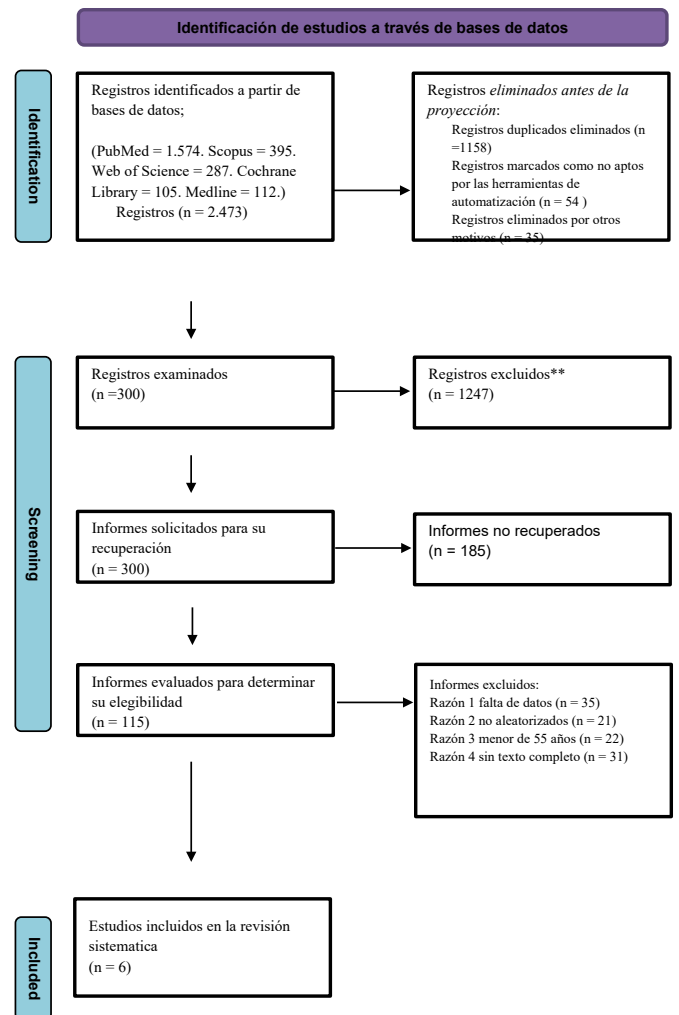 Identificación de estudios a través de bases de datos
Identification
Registros identificados a partir de
bases de datos;
(PubMed = 1.574. Scopus = 395.
Web of Science = 287. Cochrane
Library = 105. Medline = 112.)
Registros (n = 2.473)
Registros eliminados antes de la
proyección:
Registros duplicados eliminados (n
=1158)
Registros marcados como no aptos
por las herramientas de
automatización (n = 54 )
Registros eliminados por otros
motivos (n = 35)
Screening
Registros examinados
(n =300)
Registros excluidos**
(n = 1247)
Informes solicitados para su
recuperación
(n = 300)
Informes no recuperados
(n = 185)
Informes evaluados para determinar
su elegibilidad
(n = 115)
Informes excluidos:
Razón 1 falta de datos (n = 35)
Razón 2 no aleatorizados (n = 21)
Razón 3 menor de 55 años (n = 22)
Razón 4 sin texto completo (n = 31)
Included
Estudios incluidos en la revisión
sistematica
(n = 6)